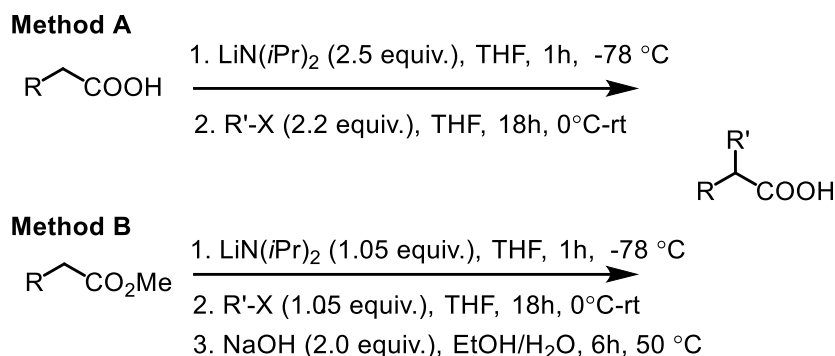 Method A
1. LiN(iPr)₂ (2.5 equiv.), THF, 1h, -78 °C
R COOH
2. R'-X (2.2 equiv.), THF, 18h, 0°C-rt
R'
R COOH
Method B
1. LiN(iPr)₂ (1.05 equiv.), THF, 1h, -78 °C
R CO₂Me
2. R'-X (1.05 equiv.), THF, 18h, 0°C-rt
3. NaOH (2.0 equiv.), EtOH/H₂O, 6h, 50 °C